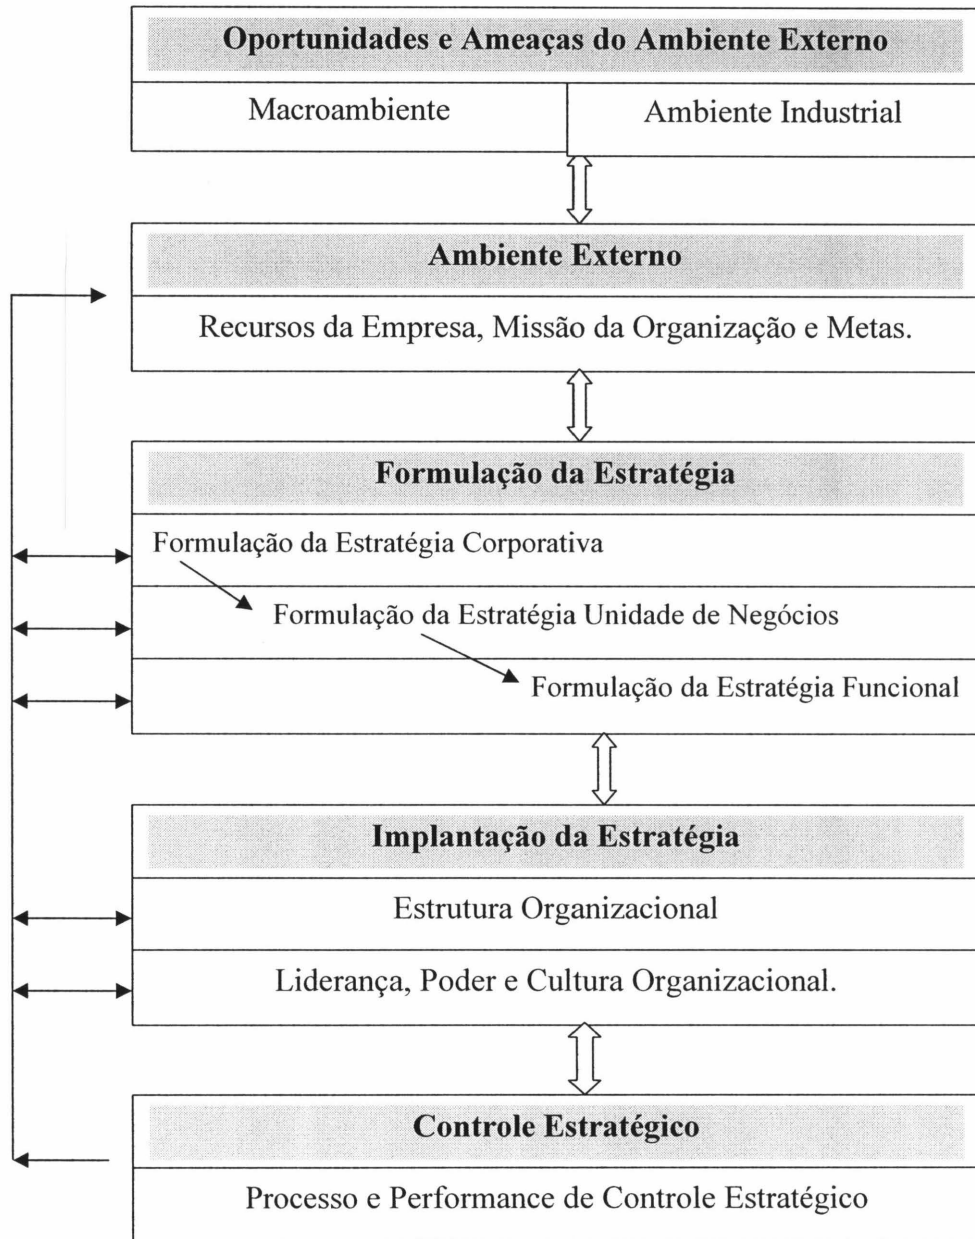 Oportunidades e Ameaças do Ambiente Externo
Macroambiente
Ambiente Industrial
Ambiente Externo
Recursos da Empresa, Missão da Organização e Metas.
Formulação da Estratégia
Formulação da Estratégia Corporativa
Formulação da Estratégia Unidade de Negócios
Formulação da Estratégia Funcional
Implantação da Estratégia
Estrutura Organizacional
Liderança, Poder e Cultura Organizacional.
Controle Estratégico
Processo e Performance de Controle Estratégico